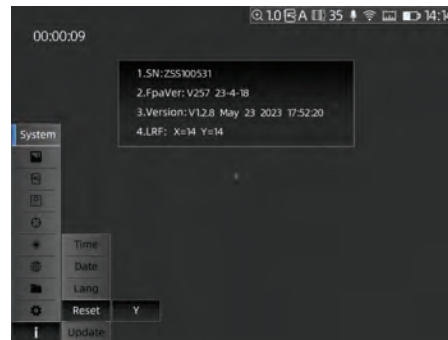 1.0 A 35 14:14
00:00:09
1.SN:ZSS100531
2.FpaVer: V257 23-4-18
3.Version: V1.2.8 May 23 2023 17:52:20
4.LRF: X=14 Y=14
System
Time
Date
Lang
Reset Y
i Update